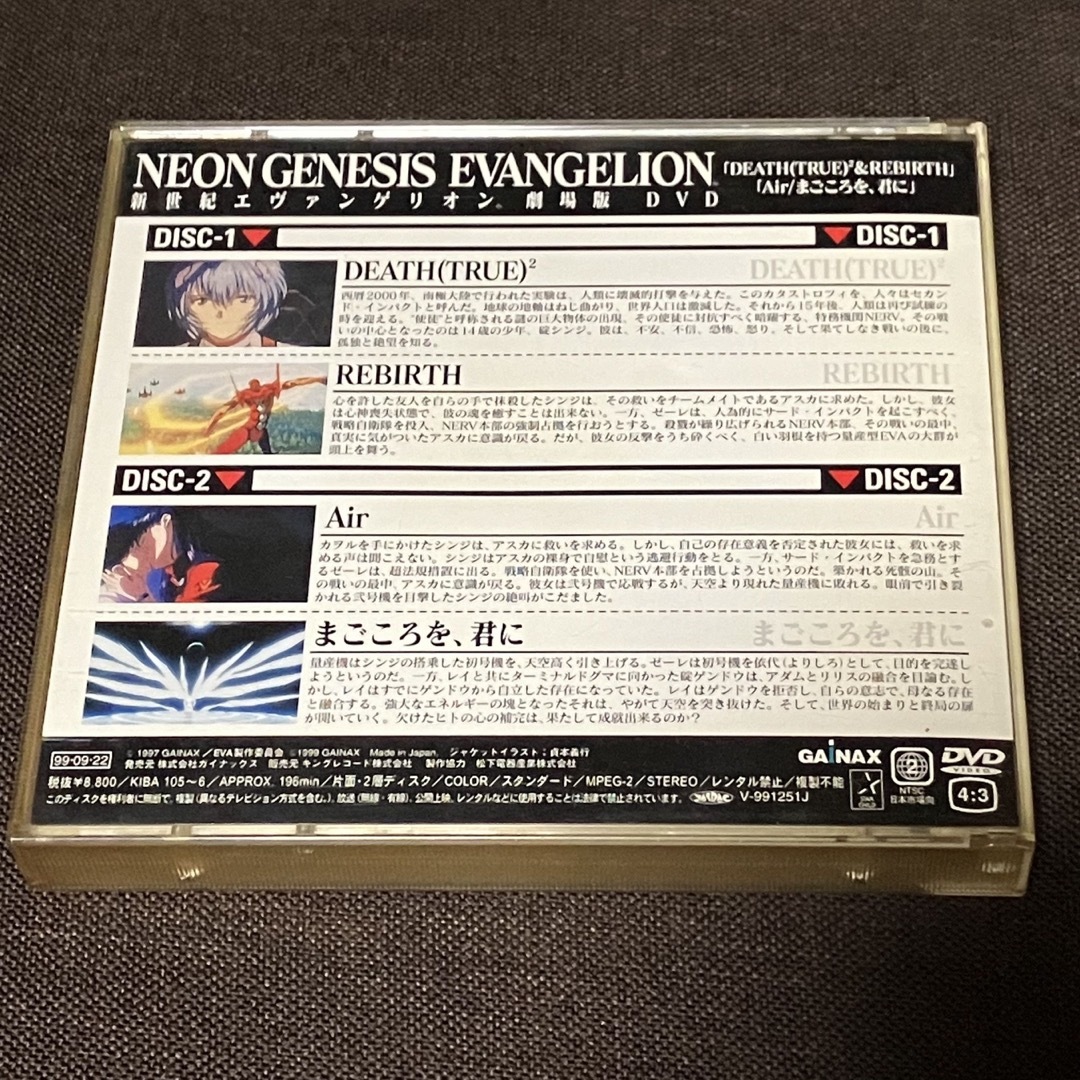 NEON GENESIS EVANGELION「DEATH(TRUE)²&REBIRTH」
新世紀エヴァンゲリオン® 劇場版 DVD「Air/まごころを、君に」
DISC-1 DISC-1
DEATH(TRUE)² DEATH(TRUE)²
西暦2000年、南極大陸で行われた実験は、人類に壊滅的打撃を与えた。このカタストロフィを、人々はセカン
ド・インパクトと呼んだ。地球の地軸はねじ曲がり、世界人口は激減した。それから15年後、人類は再び戦い
時を迎える。“使徒”と呼称される謎の巨大物体の出現。その使徒に対抗すべく暗躍する、特務機関NERV。その戦
いの中心となったのは14歳の少年、碇シンジ。彼は、不安、不信、恐怖、怒り、そして果てしなき戦いの後に、
孤独と絶望を知る。
REBIRTH REBIRTH
心を許した友人を自らの手で抹殺したシンジは、その救いをチームメイトであるアスカに求めた。しかし、彼女
は心神喪失状態で、彼の魂を癒すことは出来ない。一方、ゼーレは、人為的にサード・インパクトを起こすべく、
戦略自衛隊を投入、NERV本部の強制占拠を行おうとする。殺戮が繰り広げられるNERV本部、その戦いの最中、
真実に気がついたアスカに意識が戻る。だが、彼女の反撃をうち砕くべく、白い羽根を持つ量産型EVAの大群が
頭上を舞う。
DISC-2 DISC-2
Air Air
カヲルを手にかけたシンジは、アスカに救いを求める。しかし、自己の存在意義を否定された彼女には、救いを求
める声は聞こえない。シンジはアスカの裸身で自慰という逃避行動をとる。一方、サード・インパクトを急務とす
るゼーレは、超法規措置に出る。戦略自衛隊を使い、NERV本部を占拠しようというのだ。築かれる死骸の山。そ
の戦いの最中、アスカに意識が戻る。彼女は弐号機で応戦するが、天空より現れた量産機に敗れる。眼前で引き裂
かれる弐号機を目撃したシンジの絶叫がこだました。
まごころを、君に まごころを、君に
量産機はシンジの搭乗した初号機を、天空高く引き上げる。ゼーレは初号機を依代(よりしろ)として、目的を完遂し
ようというのだ。一方、レイと共にターミナルドグマに向かった碇ゲンドウは、アダムとリリスの融合を目論む。し
かし、レイはすでにゲンドウから自立した存在になっていた。レイはゲンドウを拒否し、自らの意志で、母なる存在
と融合する。強大なエネルギーの塊となったそれは、やがて天空を突き抜けた。そして、世界の始まりと終局の扉
が開いていく。欠けたヒトの心の補完は、果たして成就出来るのか?
99·09·22 © 1997 GAINAX/EVA製作委員会 ©1999 GAINAX Made in Japan. ジャケットイラスト:貞本義行
発売元 株式会社ガイナックス 販売元 キングレコード株式会社 製作協力 松下電器産業株式会社
税抜¥8,800/KIBA 105~6/APPROX. 196min/片面·2層ディスク/COLOR/スタンダード/MPEG-2/STEREO/レンタル禁止/複製不能
このディスクを権利者に無断で、複製(異なるテレビジョン方式を含む。)、放送(無線·有線)、公開上映、レンタルなどに使用することは法律で禁止されています。 V-991251J
GAiNAX
STAR CHILD
2
NTSC
日本市場向
DVD
VIDEO
4:3